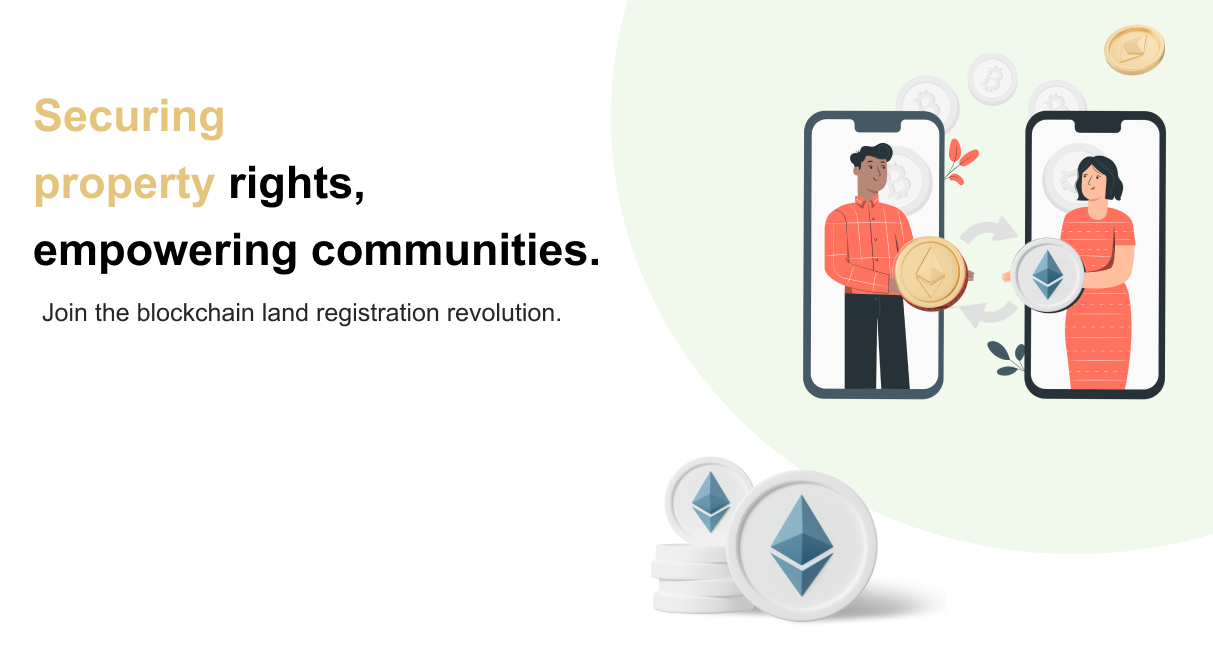 Securing
property rights,
empowering communities.
Join the blockchain land registration revolution.